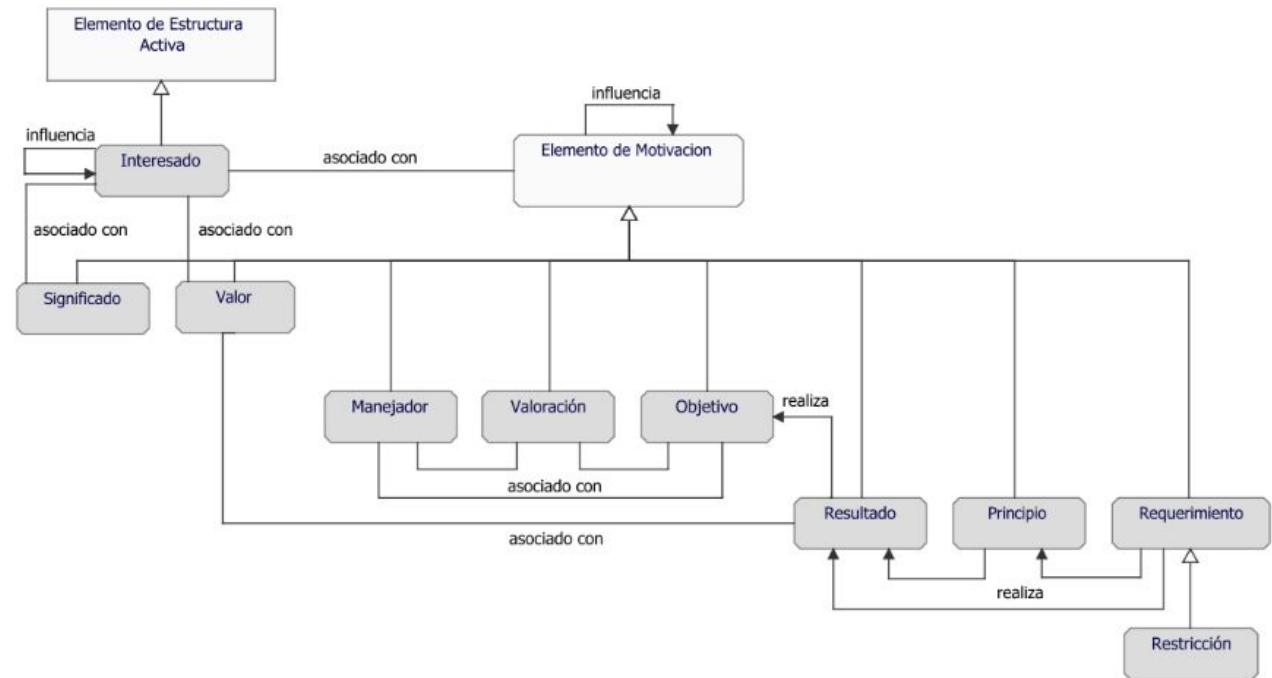 Elemento de Estructura
Activa
influencia
influencia
Interesado
asociado con
Elemento de Motivacion
asociado con
asociado con
Significado
Valor
Manejador
Valoración
Objetivo
realiza
asociado con
Resultado
Principio
Requerimiento
asociado con
realiza
Restricción